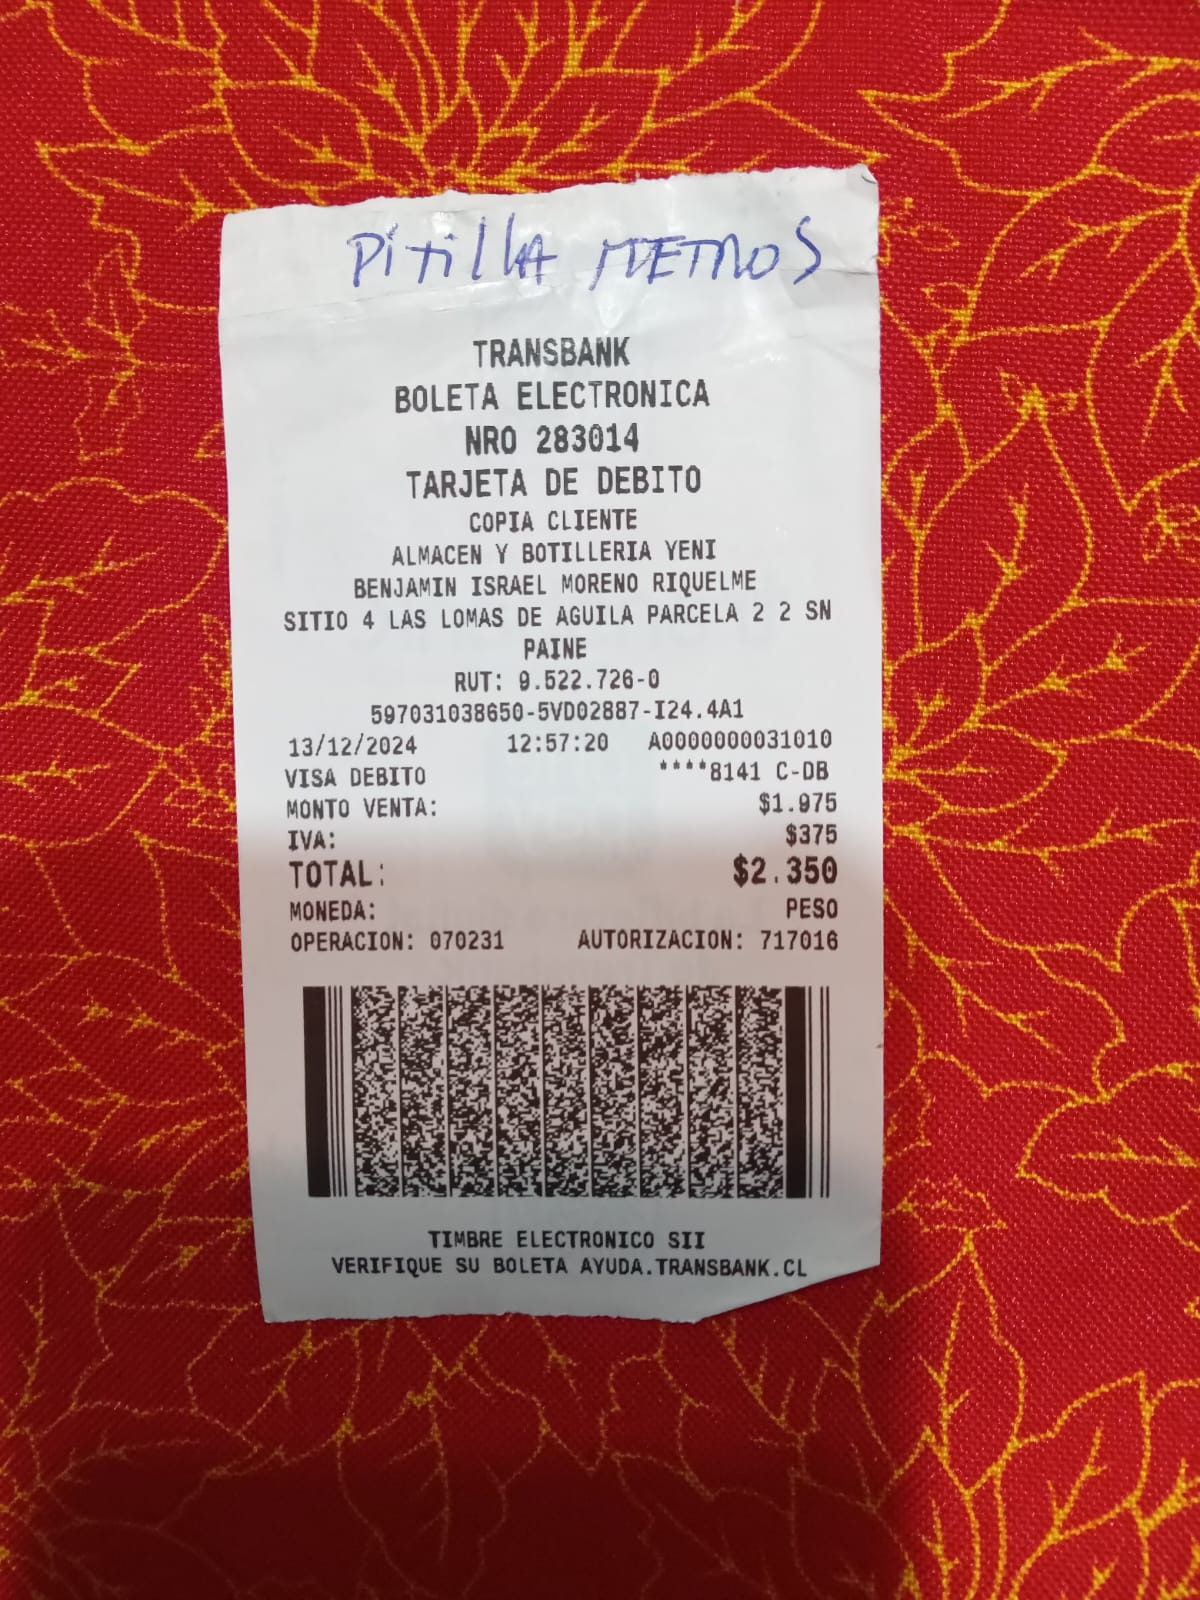 Pitilla METROS
TRANSBANK
BOLETA ELECTRONICA
NRO 283014
TARJETA DE DEBITO
COPIA CLIENTE
ALMACEN Y BOTILLERIA YENI
BENJAMIN ISRAEL MORENO RIQUELME
SITIO 4 LAS LOMAS DE AGUILA PARCELA 2 2 SN
PAINE
RUT: 9.522.726-0
597031038650-5VD02887-I24.4A1
13/12/2024 12:57:20 A0000000031010
VISA DEBITO ****8141 C-DB
MONTO VENTA: $1.975
IVA: $375
TOTAL: $2.350
MONEDA: PESO
OPERACION: 070231 AUTORIZACION: 717016
TIMBRE ELECTRONICO SII
VERIFIQUE SU BOLETA AYUDA.TRANSBANK.CL